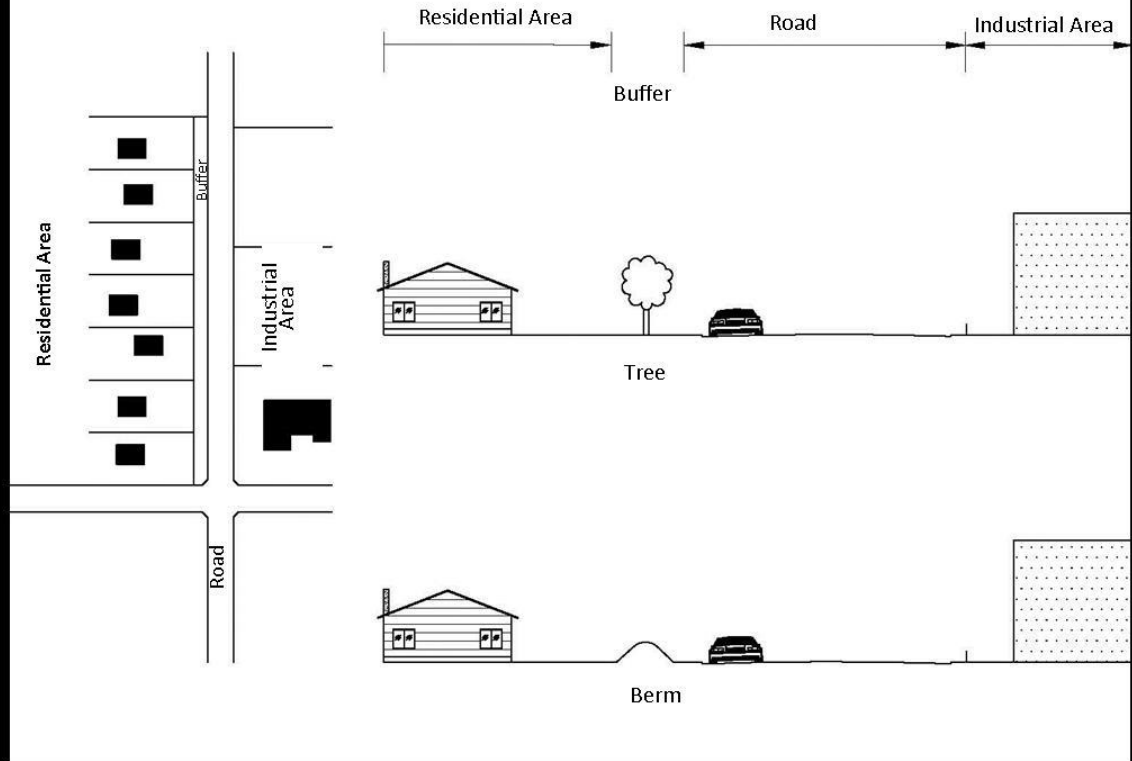 Residential Area
Road
Industrial Area
Buffer
Buffer
Residential Area
Industrial
Area
Tree
Road
Berm